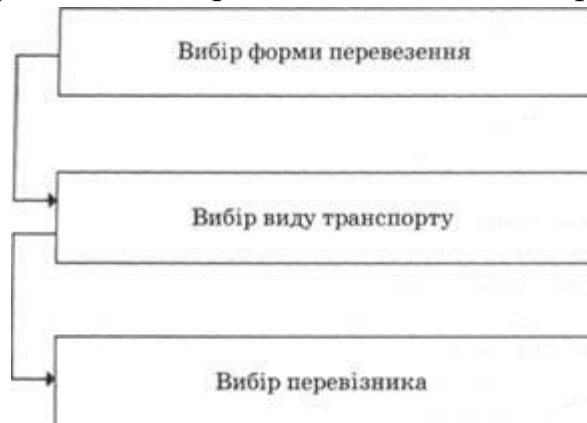 Вибір форми перевезення
Вибір виду транспорту
Вибір перевізника